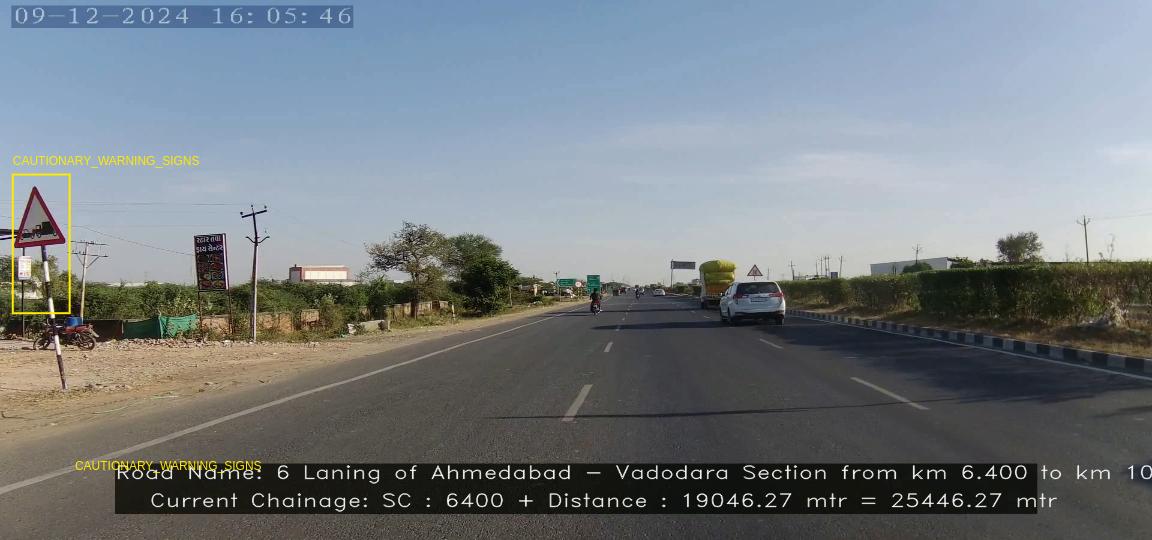 09-12-2024 16:05:46
CAUTIONARY_WARNING_SIGNS
CAUTIONARY_WARNING_SIGNS
Road Name: 6 Laning of Ahmedabad - Vadodara Section from km 6.400 to km 10
Current Chainage: SC : 6400 + Distance : 19046.27 mtr = 25446.27 mtr